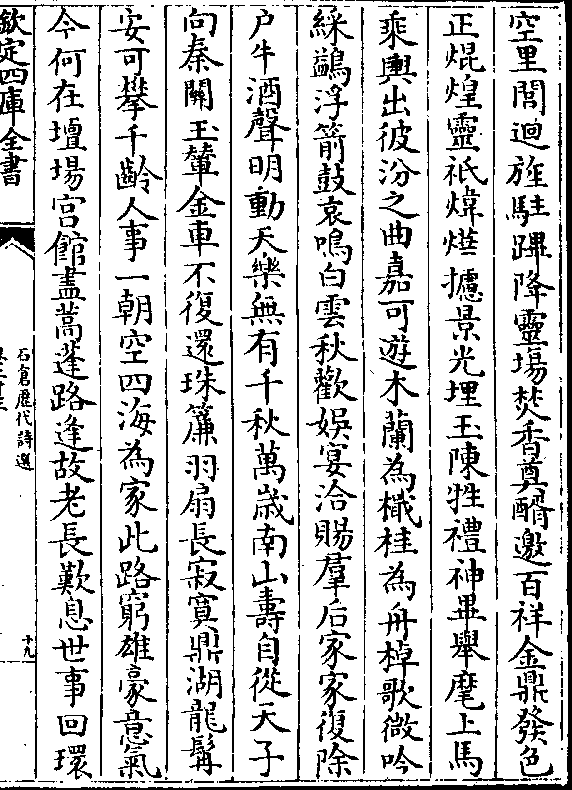 空里閭迴旌駐蹕降靈場焚香奠醑邀百祥金鼎發色
正焜煌靈祇煒燁攄景光埋玉陳牲禮神畢舉麾上馬
乘輿出彼汾之曲嘉可遊木蘭為檝桂為舟棹歌微吟
綵鷁浮箭鼓哀鳴白雲秋歡娛宴洽賜羣后家家復除
户牛酒聲明動天樂無有千秋萬歲南山壽自從天子
向秦關玉輦金車不復還珠簾羽扇長寂寞鼎湖龍髯
安可攀千齡人事一朝空四海為家此路窮雄豪意氣
今何在壇場宫館盡蒿蓬路逢故老長歎息世事回環
欽定四庫全書
石倉歷代詩選
十九